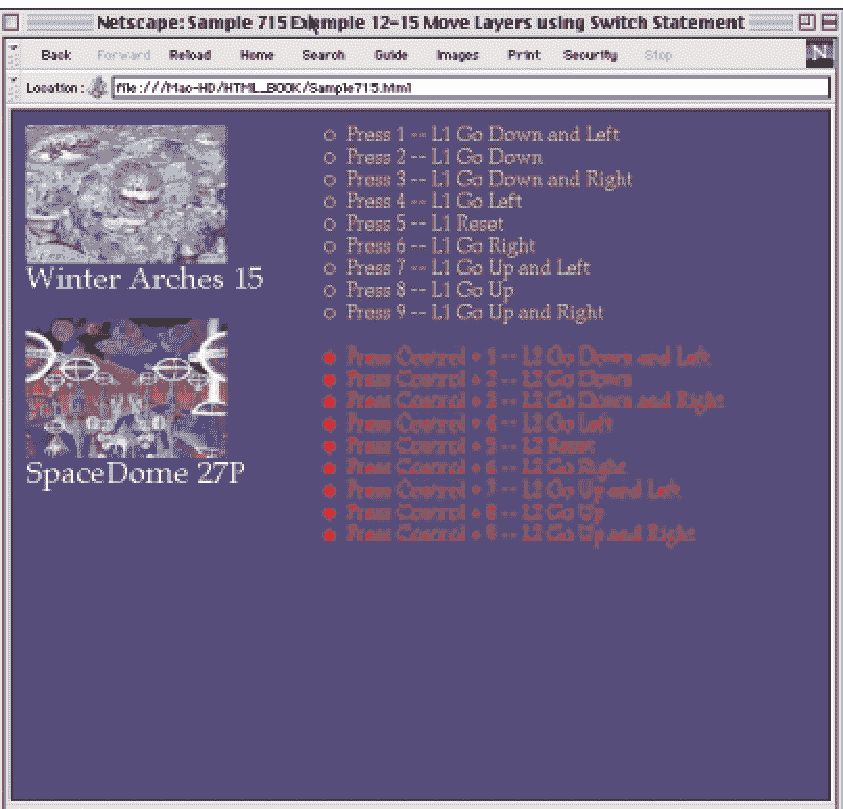 Netscape: Sample 715 Example 12-15 Move Layers using Switch Statement
Back Forward Reload Home Search Guide Images Print Security Stop
N
Location: file:///Mac-HD/HTML_BOOK/Sample715.html
Press 1 -- L1 Go Down and Left
Press 2 -- L1 Go Down
Press 3 -- L1 Go Down and Right
Press 4 -- L1 Go Left
Press 5 -- L1 Reset
Press 6 -- L1 Go Right
Press 7 -- L1 Go Up and Left
Press 8 -- L1 Go Up
Press 9 -- L1 Go Up and Right
Winter Arches 15
Press Control + 1 -- L2 Go Down and Left
Press Control + 2 -- L2 Go Down
Press Control + 3 -- L2 Go Down and Right
Press Control + 4 -- L2 Go Left
Press Control + 5 -- L2 Reset
Press Control + 6 -- L2 Go Right
Press Control + 7 -- L2 Go Up and Left
Press Control + 8 -- L2 Go Up
Press Control + 9 -- L2 Go Up and Right
SpaceDome 27P